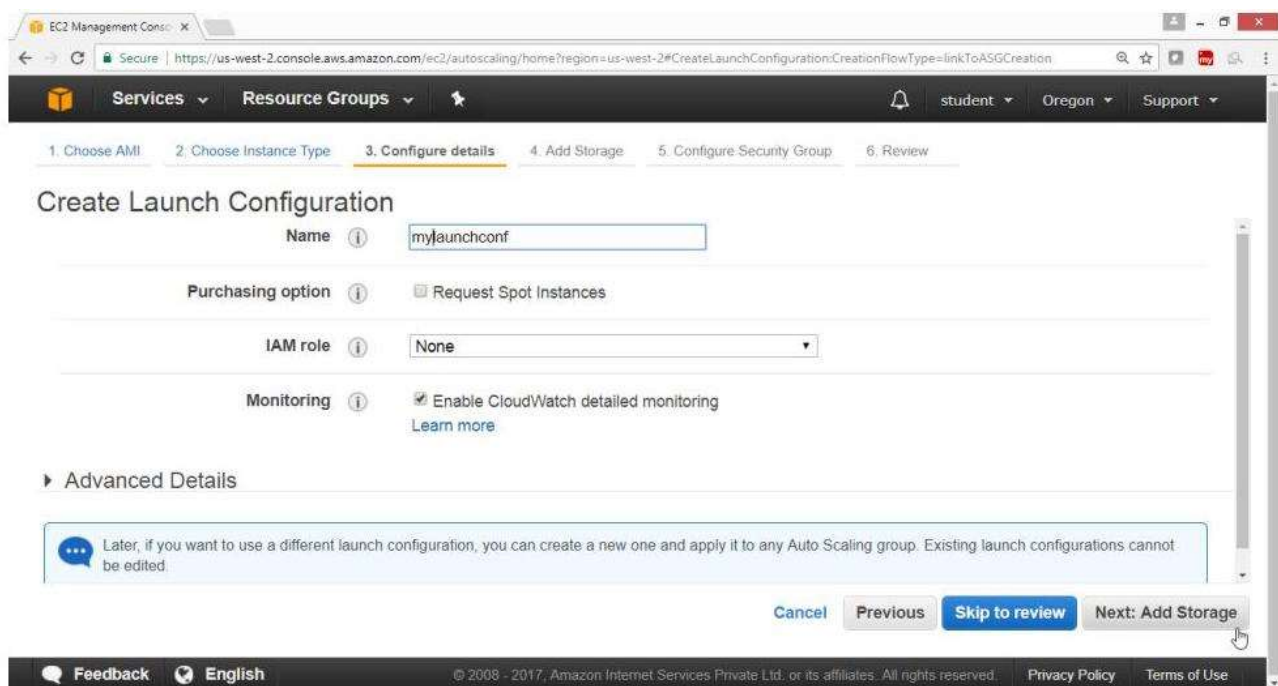 EC2 Management Conso
Secure | https://us-west-2.console.aws.amazon.com/ec2/autoscaling/home?region=us-west-2#CreateLaunchConfiguration:CreationFlowType=linkToASGCreation
my
Services Resource Groups student Oregon Support
1. Choose AMI 2. Choose Instance Type 3. Configure details 4. Add Storage 5. Configure Security Group 6. Review
Create Launch Configuration
Name mylaunchconf
Purchasing option Request Spot Instances
IAM role None
Monitoring Enable CloudWatch detailed monitoring
Learn more
Advanced Details
Later, if you want to use a different launch configuration, you can create a new one and apply it to any Auto Scaling group. Existing launch configurations cannot
be edited.
Cancel Previous Skip to review Next: Add Storage
Feedback English © 2008 - 2017, Amazon Internet Services Private Ltd. or its affiliates. All rights reserved. Privacy Policy Terms of Use